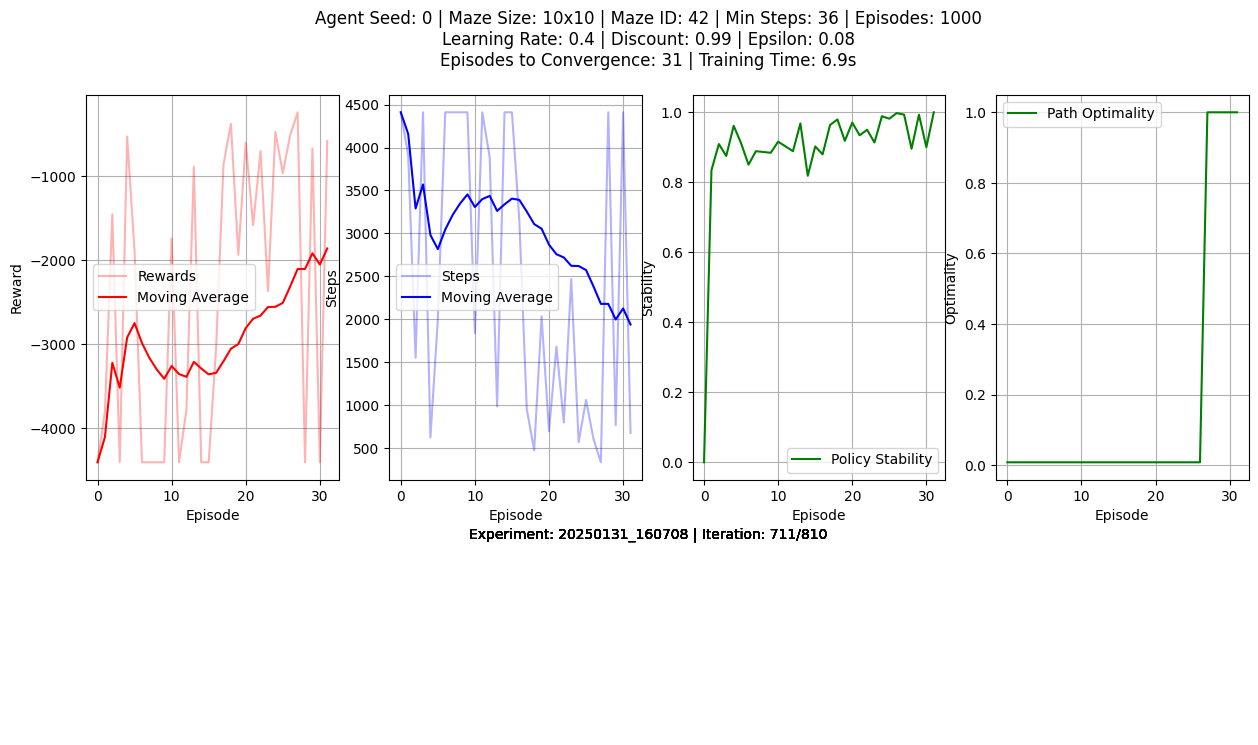 Agent Seed: 0 | Maze Size: 10x10 | Maze ID: 42 | Min Steps: 36 | Episodes: 1000
Learning Rate: 0.4 | Discount: 0.99 | Epsilon: 0.08
Episodes to Convergence: 31 | Training Time: 6.9s
Reward
−1000
−2000
−3000
−4000
Rewards
Moving Average
0
10
20
30
Episode
Steps
4500
4000
3500
3000
2500
2000
1500
1000
500
Steps
Moving Average
0
10
20
30
Episode
Stability
1.0
0.8
0.6
0.4
0.2
0.0
Policy Stability
0
10
20
30
Episode
Optimality
1.0
0.8
0.6
0.4
0.2
0.0
Path Optimality
0
10
20
30
Episode
Experiment: 20250131_160708 | Iteration: 711/810